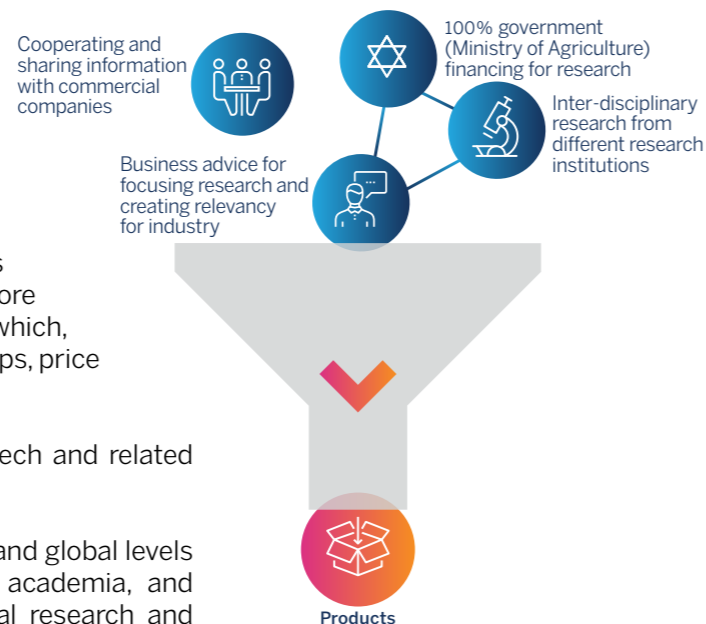 Cooperating and
sharing information
with commercial
companies
100% government
(Ministry of Agriculture)
financing for research
Inter-disciplinary
research from
different research
institutions
Business advice for
focusing research and
creating relevancy
for industry
s
ore
which,
ps, price
ech and related
and global levels
academia, and
al research and
Products